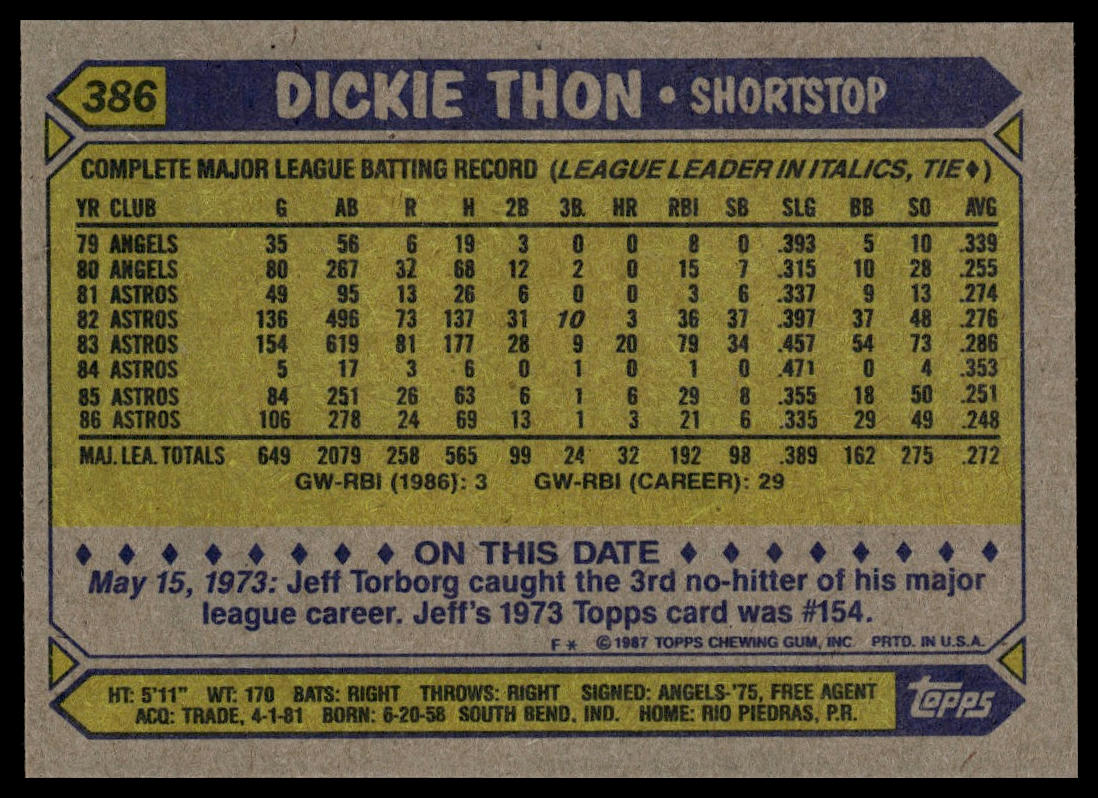 386 DICKIE THON • SHORTSTOP
COMPLETE MAJOR LEAGUE BATTING RECORD (LEAGUE LEADER IN ITALICS, TIE♦)
YR CLUB G AB R H 2B 3B. HR RBI SB SLG BB SO AVG
79 ANGELS 35 56 6 19 3 0 0 8 0 .393 5 10 .339
80 ANGELS 80 267 32 68 12 2 0 15 7 .315 10 28 .255
81 ASTROS 49 95 13 26 6 0 0 3 6 .337 9 13 .274
82 ASTROS 136 496 73 137 31 10 3 36 37 .397 37 48 .276
83 ASTROS 154 619 81 177 28 9 20 79 34 .457 54 73 .286
84 ASTROS 5 17 3 6 0 1 0 1 0 .471 0 4 .353
85 ASTROS 84 251 26 63 6 1 6 29 8 .355 18 50 .251
86 ASTROS 106 278 24 69 13 1 3 21 6 .335 29 49 .248
MAJ. LEA. TOTALS 649 2079 258 565 99 24 32 192 98 .389 162 275 .272
GW-RBI (1986): 3 GW-RBI (CAREER): 29
♦ ♦ ♦ ♦ ♦ ♦ ♦ ♦ ON THIS DATE ♦ ♦ ♦ ♦ ♦ ♦ ♦ ♦
May 15, 1973: Jeff Torborg caught the 3rd no-hitter of his major
league career. Jeff's 1973 Topps card was #154.
F * ©1987 TOPPS CHEWING GUM, INC. PRTD. IN U.S.A.
HT: 5'11" WT: 170 BATS: RIGHT THROWS: RIGHT SIGNED: ANGELS-'75, FREE AGENT
ACQ: TRADE, 4-1-81 BORN: 6-20-58 SOUTH BEND, IND. HOME: RIO PIEDRAS, P.R.
topps